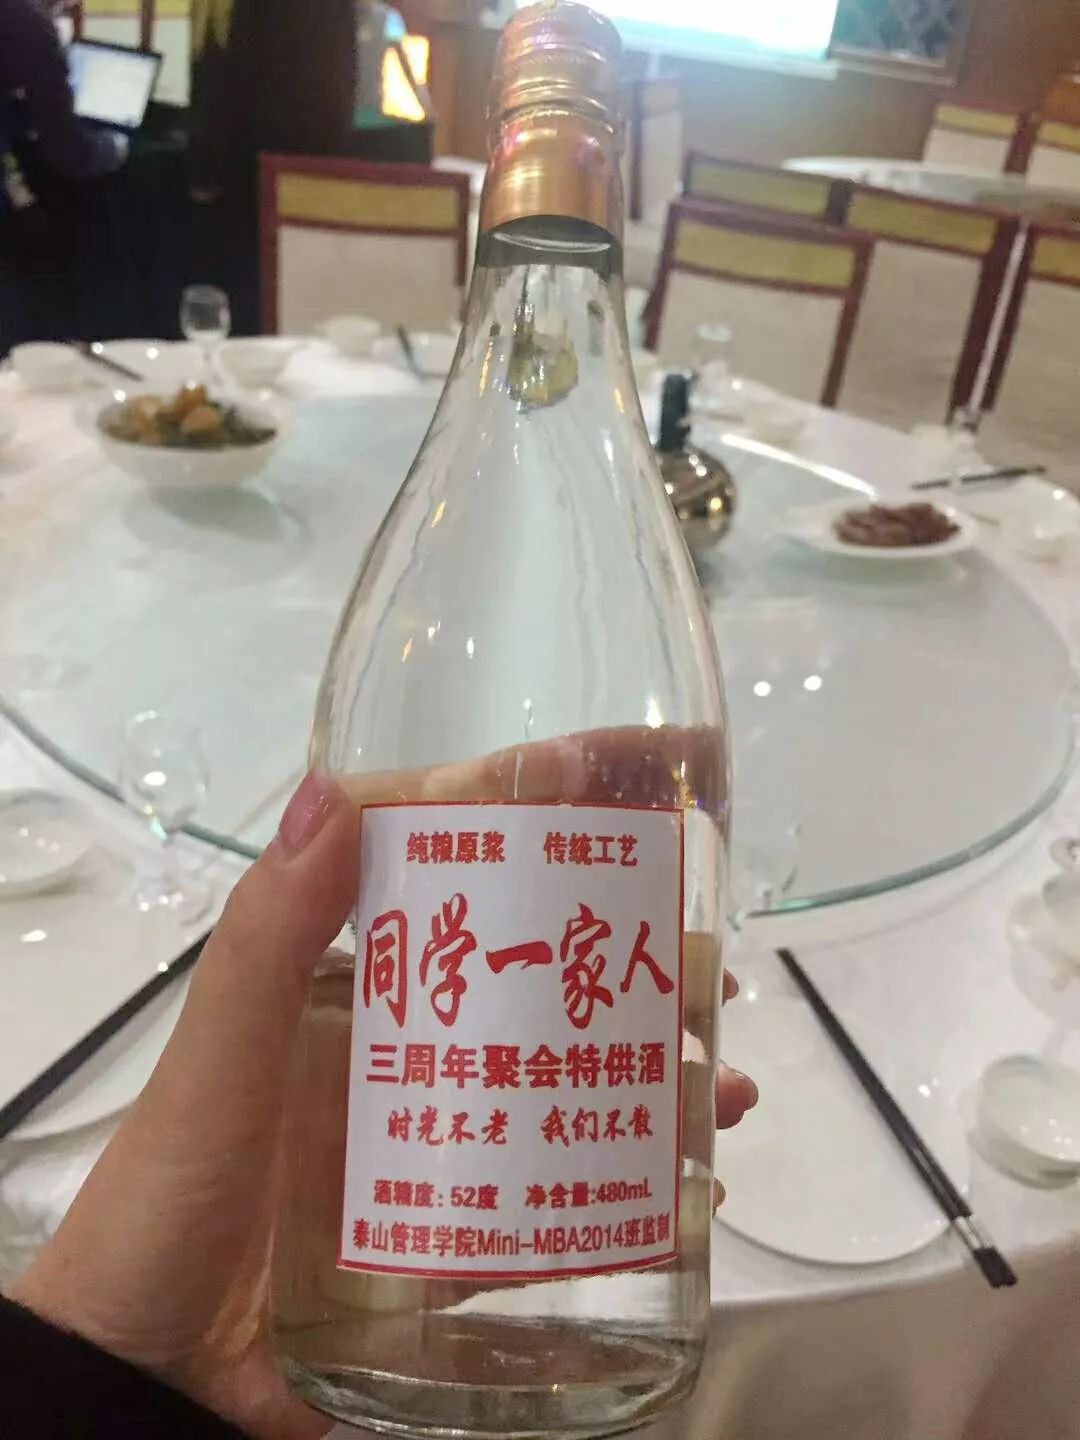 纯粮原浆 传统工艺
同学一家人
三周年聚会特供酒
时光不老 我们不散
酒精度:52度 净含量:480mL
泰山管理学院Mini-MBA2014班监制